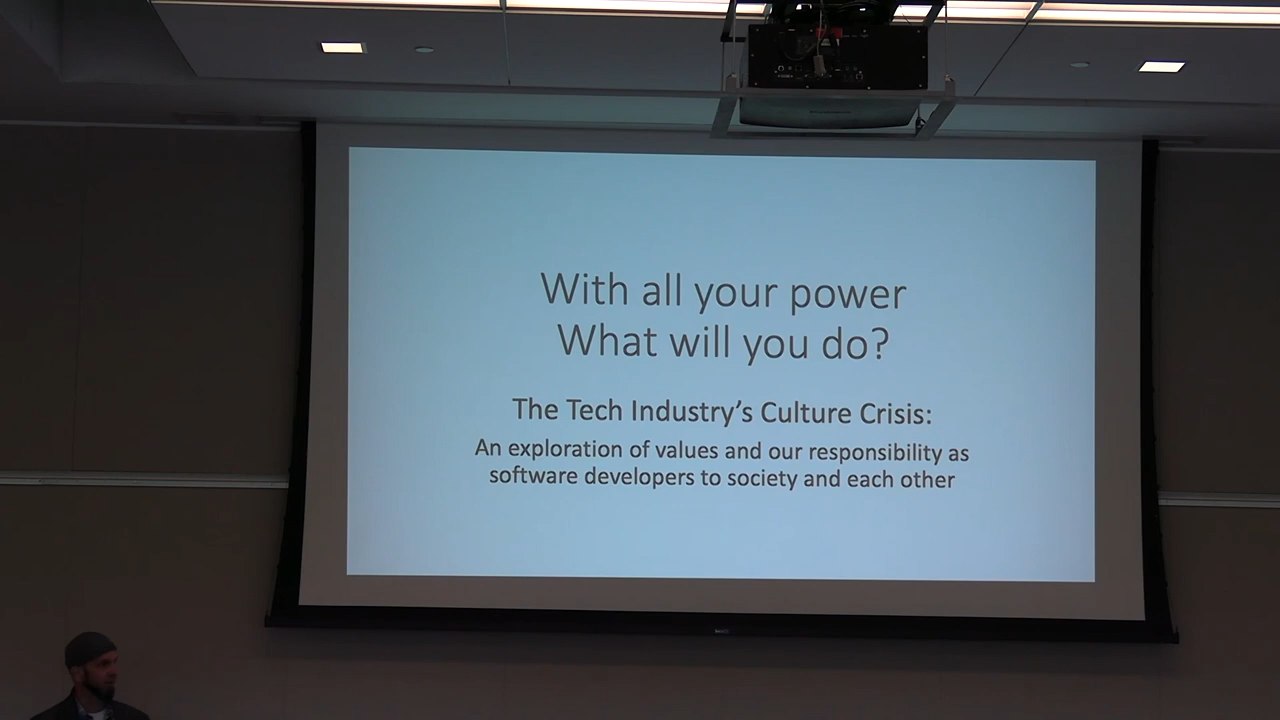 With all your power
What will you do?
The Tech Industry's Culture Crisis:
An exploration of values and our responsibility as
software developers to society and each other